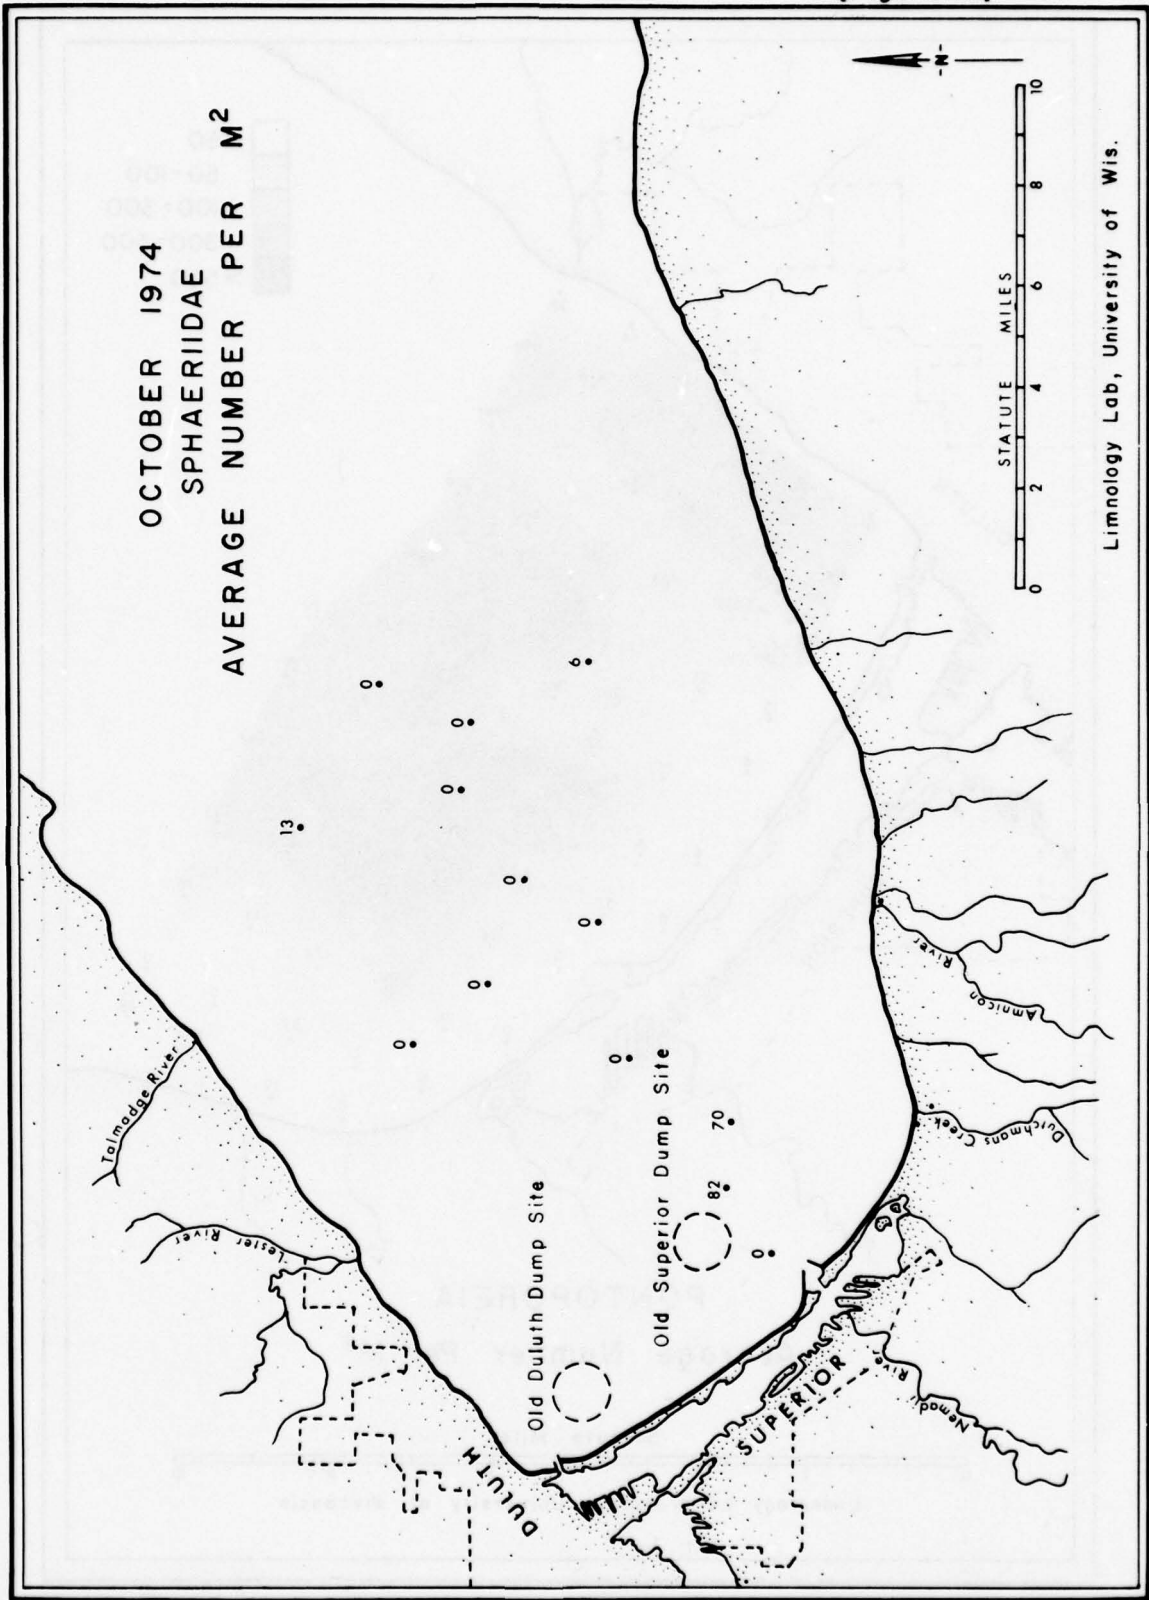 OCTOBER 1974
SPHAERIIDAE
AVERAGE NUMBER PER M²
-N-
Talmadge River
Lester River
13
0
0
0
0
0
0
0
6
0
70
82
0
Old Duluth Dump Site
Old Superior Dump Site
DULUTH
SUPERIOR
Nemadji River
Dutchmans Creek
Amnicon River
STATUTE MILES
0 2 4 6 8 10
Limnology Lab, University of Wis.